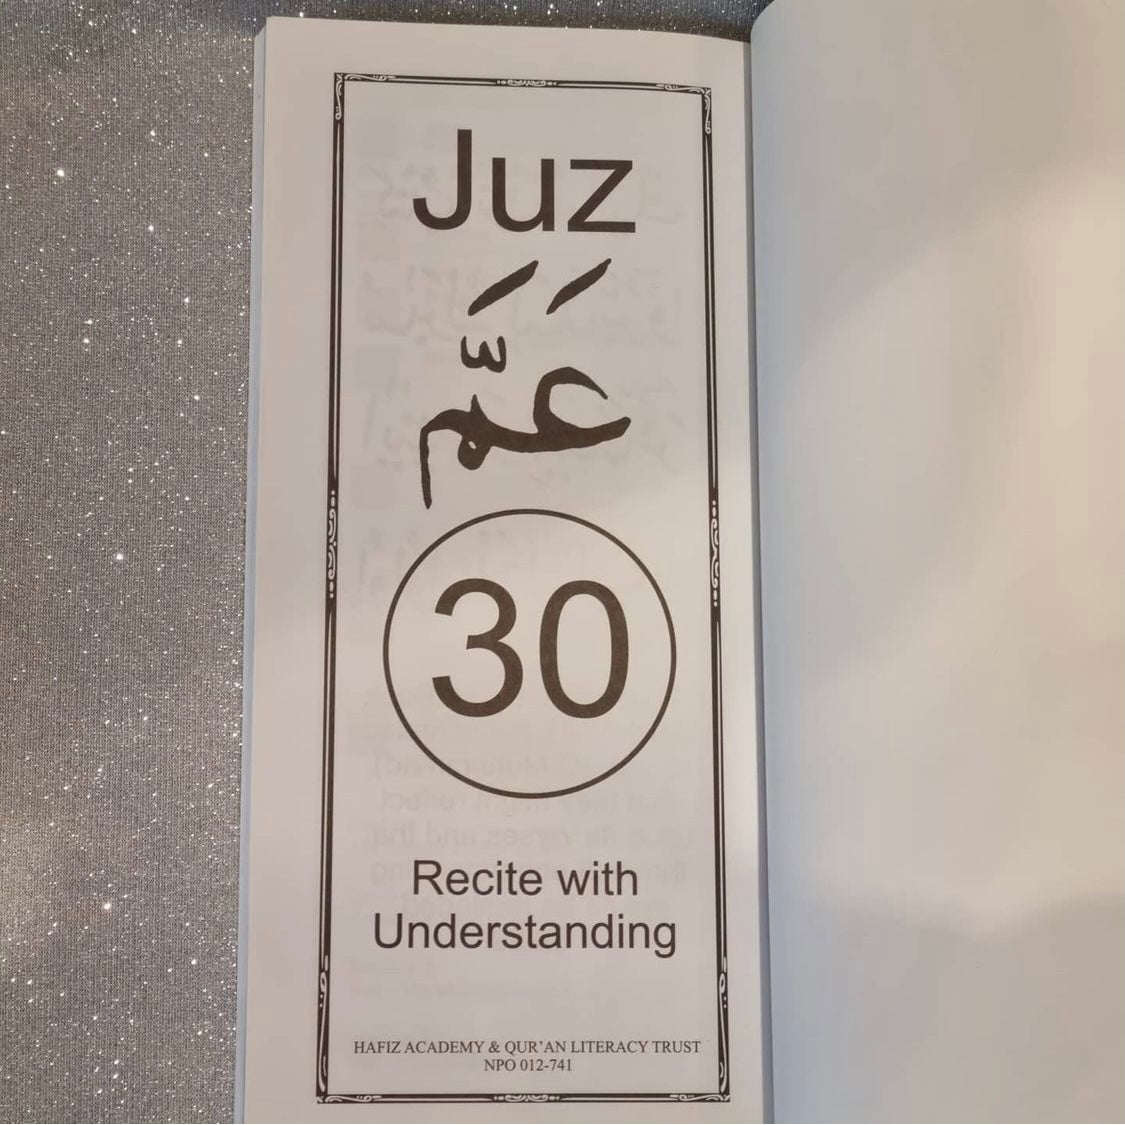 Juz
عَمَّ
30
Recite with
Understanding
HAFIZ ACADEMY & QUR'AN LITERACY TRUST
NPO 012-741